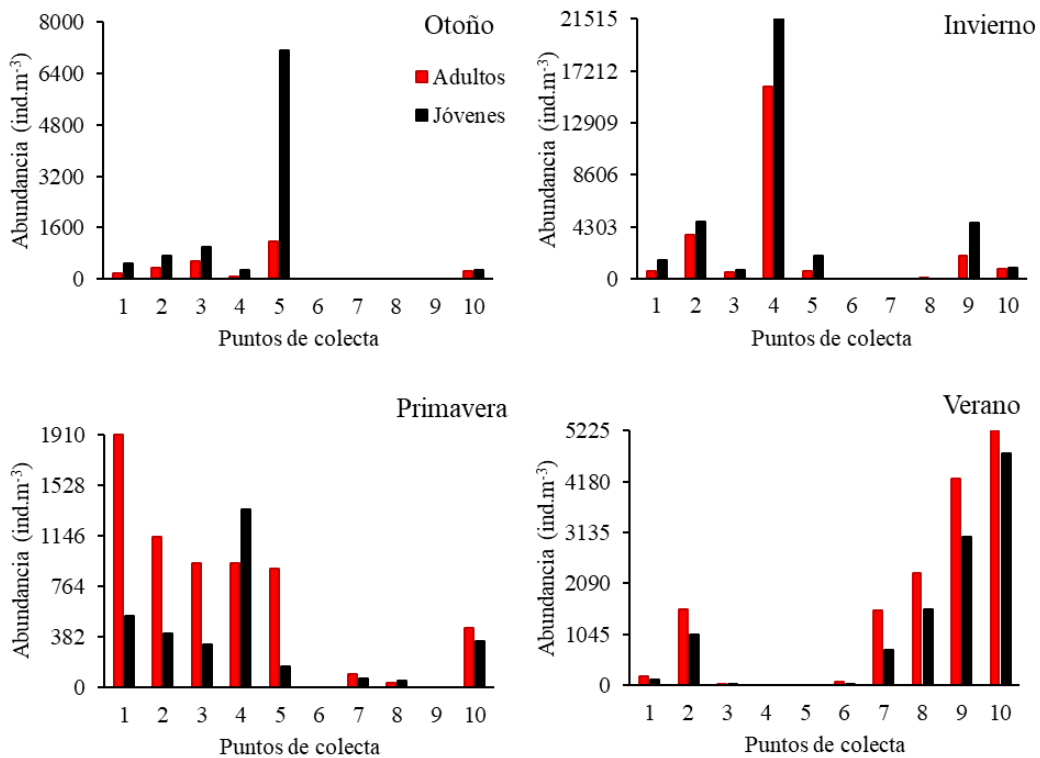 Otoño
Abundancia (ind.m-3)
8000
6400
4800
3200
1600
0
Adultos
Jóvenes
1 2 3 4 5 6 7 8 9 10
Puntos de colecta
Invierno
Abundancia (ind.m-3)
21515
17212
12909
8606
4303
0
1 2 3 4 5 6 7 8 9 10
Puntos de colecta
Primavera
Abundancia (ind.m-3)
1910
1528
1146
764
382
0
1 2 3 4 5 6 7 8 9 10
Puntos de colecta
Verano
Abundancia (ind.m-3)
5225
4180
3135
2090
1045
0
1 2 3 4 5 6 7 8 9 10
Puntos de colecta